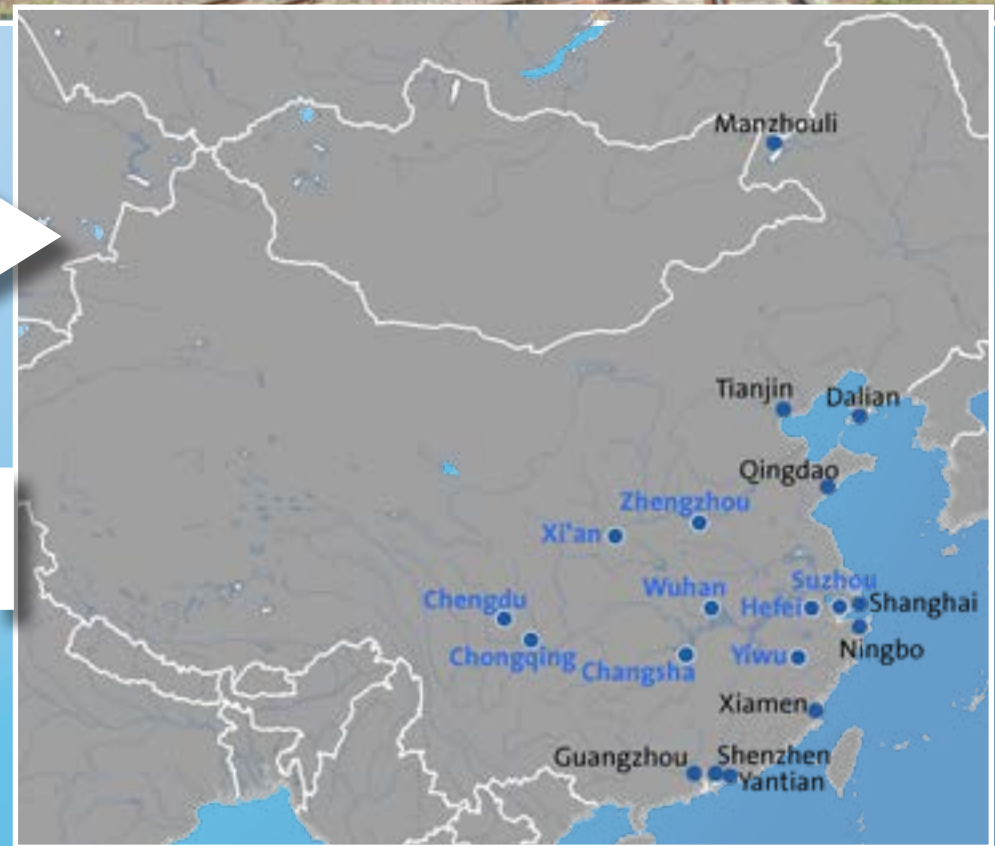 Manzhouli
Tianjin
Dalian
Qingdao
Zhengzhou
Xi'an
Suzhou
Wuhan
Hefei
Shanghai
Chengdu
Chongqing
Changsha
Yiwu
Ningbo
Xiamen
Guangzhou
Shenzhen
Yantian